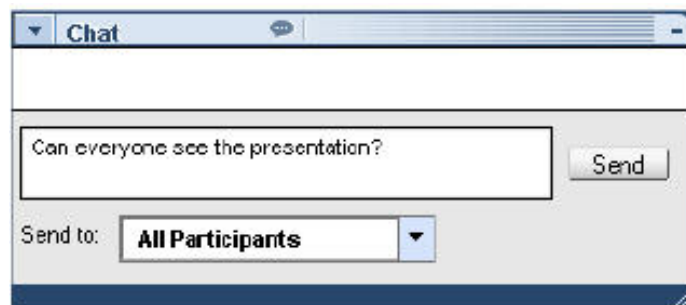 Chat
Can everyone see the presentation?
Send
Send to: All Participants